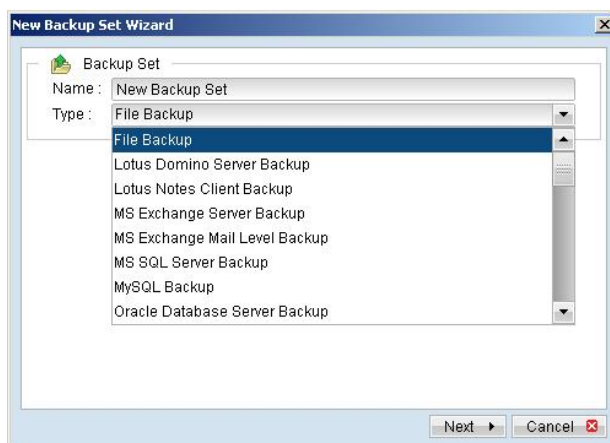 New Backup Set Wizard
Backup Set
Name : New Backup Set
Type : File Backup
File Backup
Lotus Domino Server Backup
Lotus Notes Client Backup
MS Exchange Server Backup
MS Exchange Mail Level Backup
MS SQL Server Backup
MySQL Backup
Oracle Database Server Backup
Next Cancel